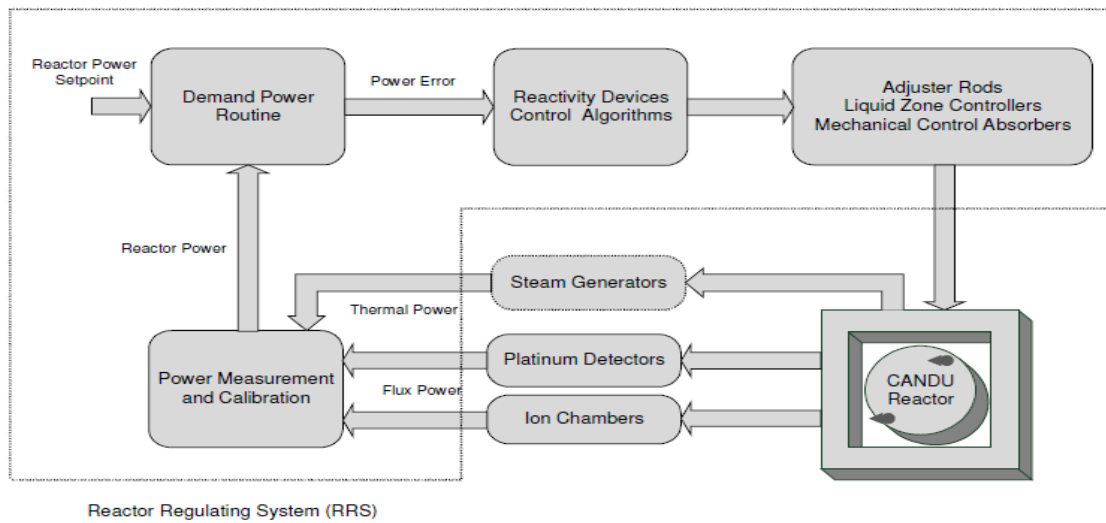 Reactor Power
Setpoint
Demand Power
Routine
Power Error
Reactivity Devices
Control Algorithms
Adjuster Rods
Liquid Zone Controllers
Mechanical Control Absorbers
Reactor Power
Steam Generators
Thermal Power
Power Measurement
and Calibration
Platinum Detectors
Flux Power
Ion Chambers
CANDU
Reactor
Reactor Regulating System (RRS)